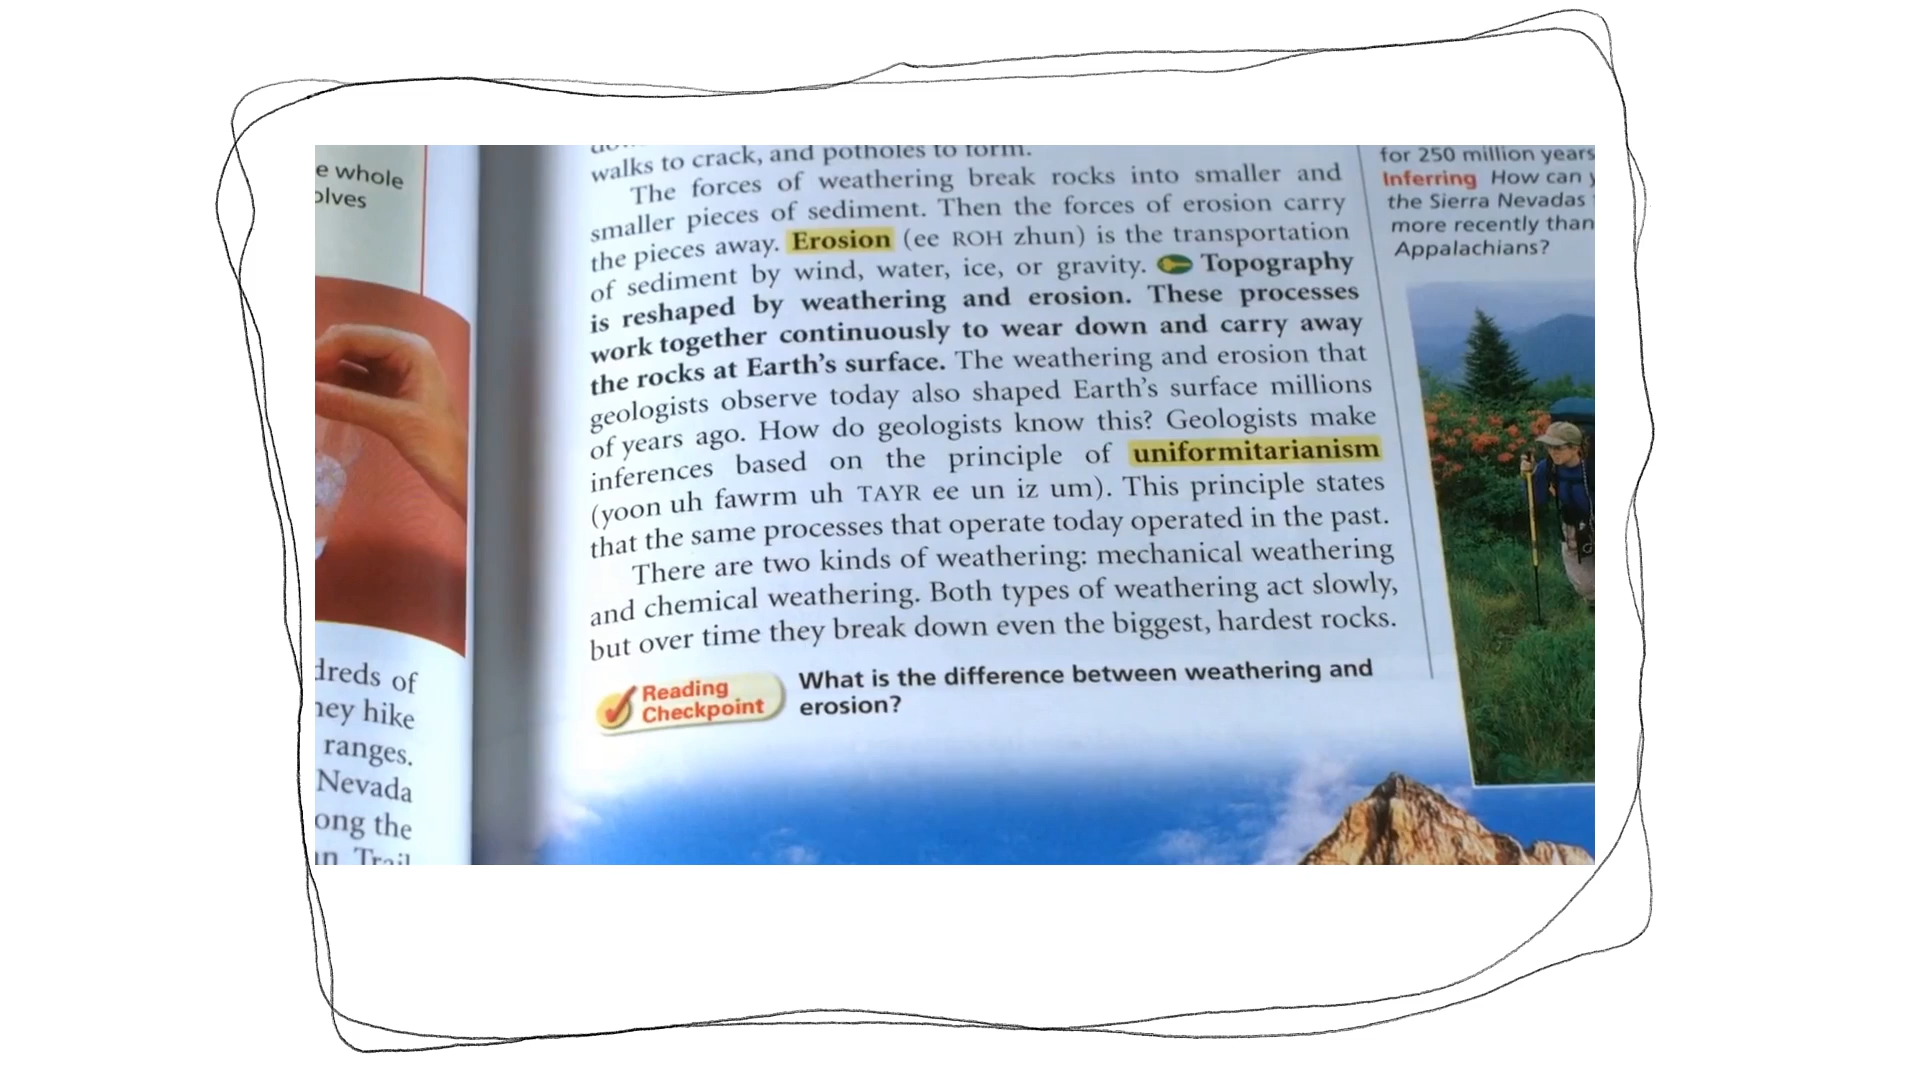 e whole
olves
dreds of
hey hike
ranges.
Nevada
ong the
Trail
walks to crack, and potholes to form.
The forces of weathering break rocks into smaller and
smaller pieces of sediment. Then the forces of erosion carry
the pieces away. Erosion (ee ROH zhun) is the transportation
of sediment by wind, water, ice, or gravity. Topography
is reshaped by weathering and erosion. These processes
work together continuously to wear down and carry away
the rocks at Earth's surface. The weathering and erosion that
geologists observe today also shaped Earth's surface millions
of years ago. How do geologists know this? Geologists make
inferences based on the principle of uniformitarianism
(yoon uh fawrm uh TAYR ee un iz um). This principle states
that the same processes that operate today operated in the past.
There are two kinds of weathering: mechanical weathering
and chemical weathering. Both types of weathering act slowly,
but over time they break down even the biggest, hardest rocks.
Reading
Checkpoint
What is the difference between weathering and
erosion?
for 250 million years
Inferring How can y
the Sierra Nevadas
more recently than
Appalachians?